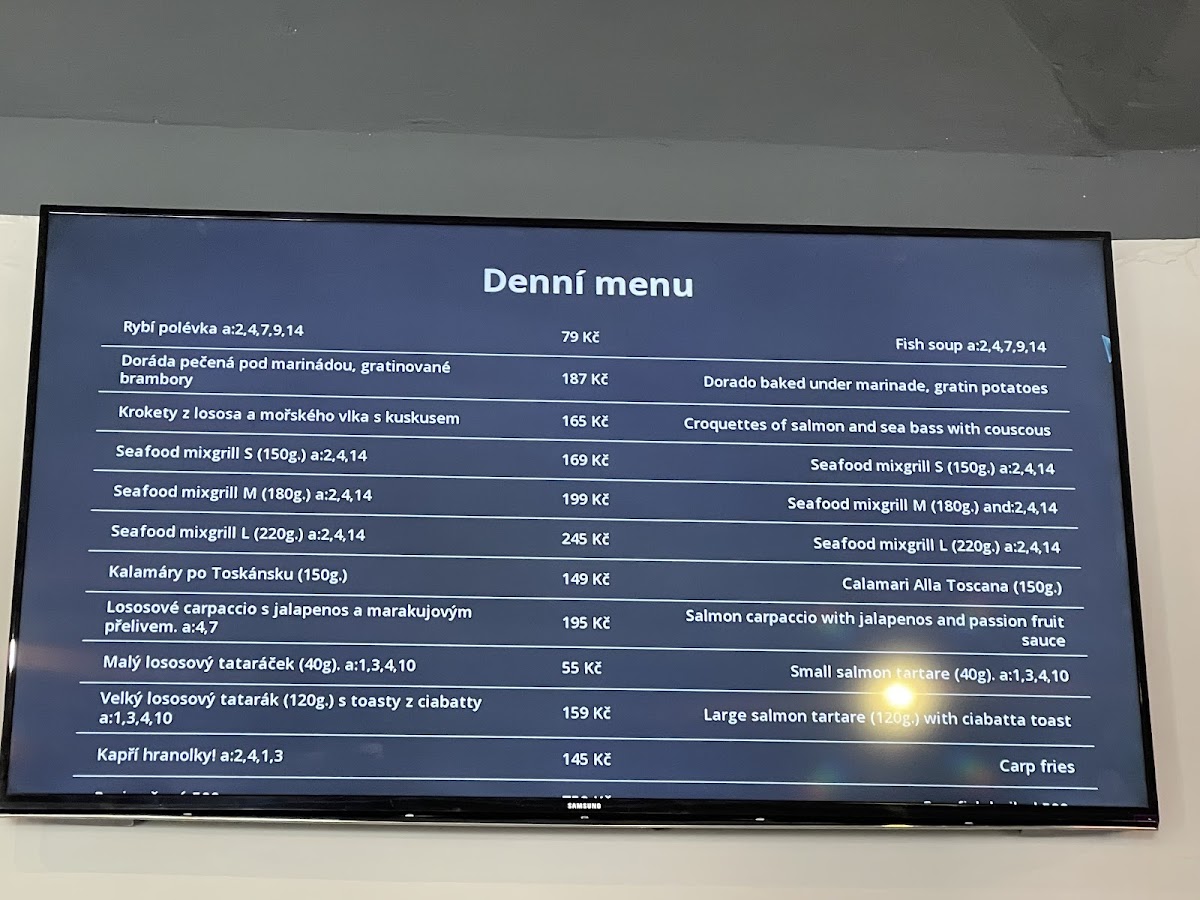 Denní menu
Rybí polévka a:2,4,7,9,14
79 Kč
Fish soup a:2,4,7,9,14
Doráda pečená pod marinádou, gratinované
brambory
187 Kč
Dorado baked under marinade, gratin potatoes
Krokety z lososa a mořského vlka s kuskusem
165 Kč
Croquettes of salmon and sea bass with couscous
Seafood mixgrill S (150g.) a:2,4,14
169 Kč
Seafood mixgrill S (150g.) a:2,4,14
Seafood mixgrill M (180g.) a:2,4,14
199 Kč
Seafood mixgrill M (180g.) and:2,4,14
Seafood mixgrill L (220g.) a:2,4,14
245 Kč
Seafood mixgrill L (220g.) a:2,4,14
Kalamáry po Toskánsku (150g.)
149 Kč
Calamari Alla Toscana (150g.)
Lososové carpaccio s jalapenos a marakujovým
přelivem. a:4,7
195 Kč
Salmon carpaccio with jalapenos and passion fruit
sauce
Malý lososový tataráček (40g). a:1,3,4,10
55 Kč
Small salmon tartare (40g). a:1,3,4,10
Velký lososový tatarák (120g.) s toasty z ciabatty
a:1,3,4,10
159 Kč
Large salmon tartare (120g.) with ciabatta toast
Kapří hranolky! a:2,4,1,3
145 Kč
Carp fries
SAMSUNG